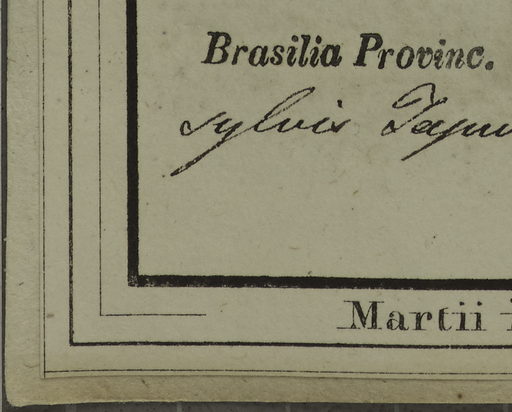 Brasilia Provinc.
sylvis
Martii i